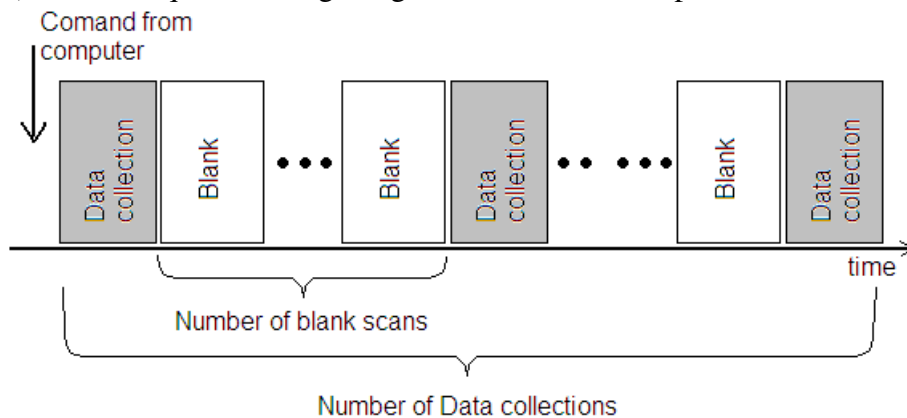 Comand from
computer
Data
collection
Blank
Blank
Data
collection
Blank
Data
collection
time
Number of blank scans
Number of Data collections